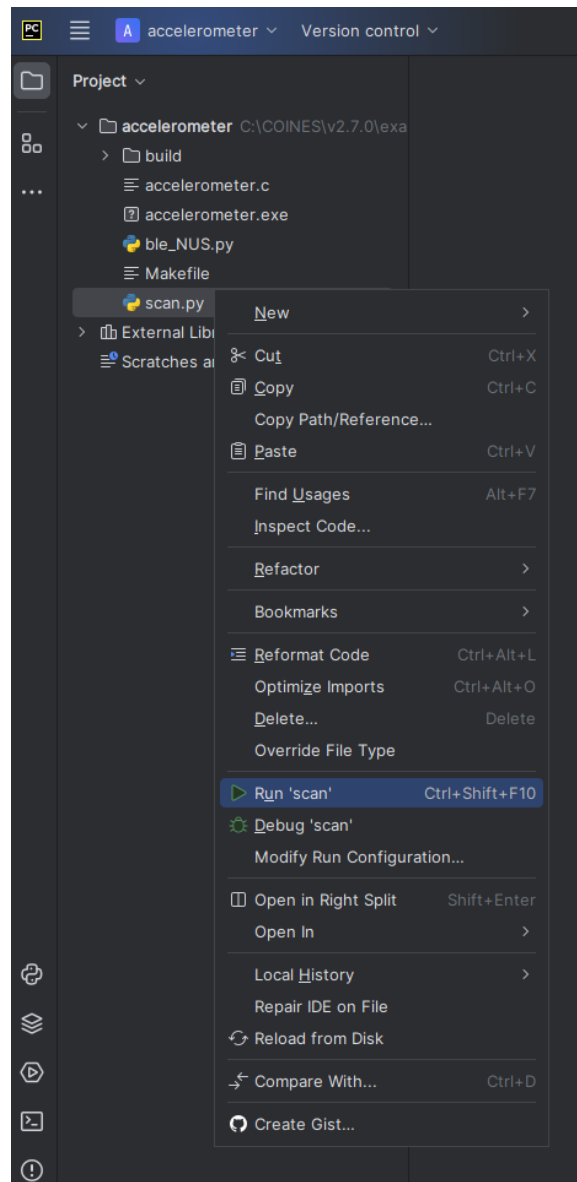 PC
A accelerometer Version control
Project
accelerometer C:\COINES\v2.7.0\exa
build
accelerometer.c
accelerometer.exe
ble_NUS.py
Makefile
scan.py
External Libr
Scratches a
New
Cut Ctrl+X
Copy Ctrl+C
Copy Path/Reference...
Paste Ctrl+V
Find Usages Alt+F7
Inspect Code...
Refactor
Bookmarks
Reformat Code Ctrl+Alt+L
Optimize Imports Ctrl+Alt+O
Delete... Delete
Override File Type
Run 'scan' Ctrl+Shift+F10
Debug 'scan'
Modify Run Configuration...
Open in Right Split Shift+Enter
Open In
Local History
Repair IDE on File
Reload from Disk
Compare With... Ctrl+D
Create Gist...